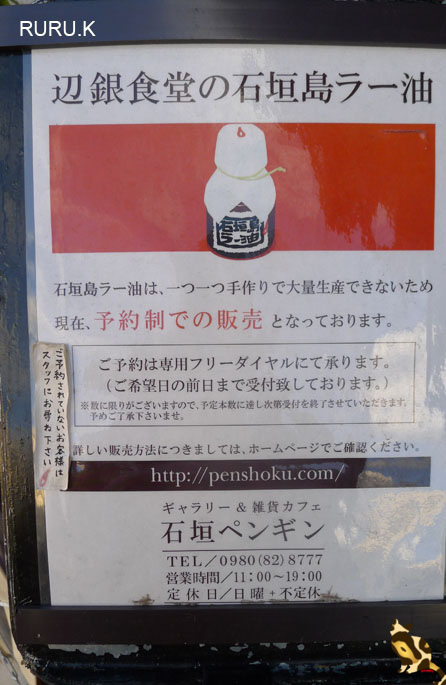 RURU.K
辺銀食堂の石垣島ラー油
石垣島
ラー油
石垣島ラー油は、一つ一つ手作りで大量生産できないため
現在、予約制での販売 となっております。
ご予約は専用フリーダイヤルにて承ります。
（ご希望日の前日まで受付致しております。）
※数に限りがございますので、予定本数に達し次第受付を終了させていただきます。
予めご了承下さいませ。
ご予約されていないお客様は
スタッフにお尋ね下さい
詳しい販売方法につきましては、ホームページでご確認ください。
http://penshoku.com/
ギャラリー & 雑貨カフェ
石垣ペンギン
TEL／0980(82)8777
営業時間／11:00〜19:00
定 休 日／日 曜 + 不定休